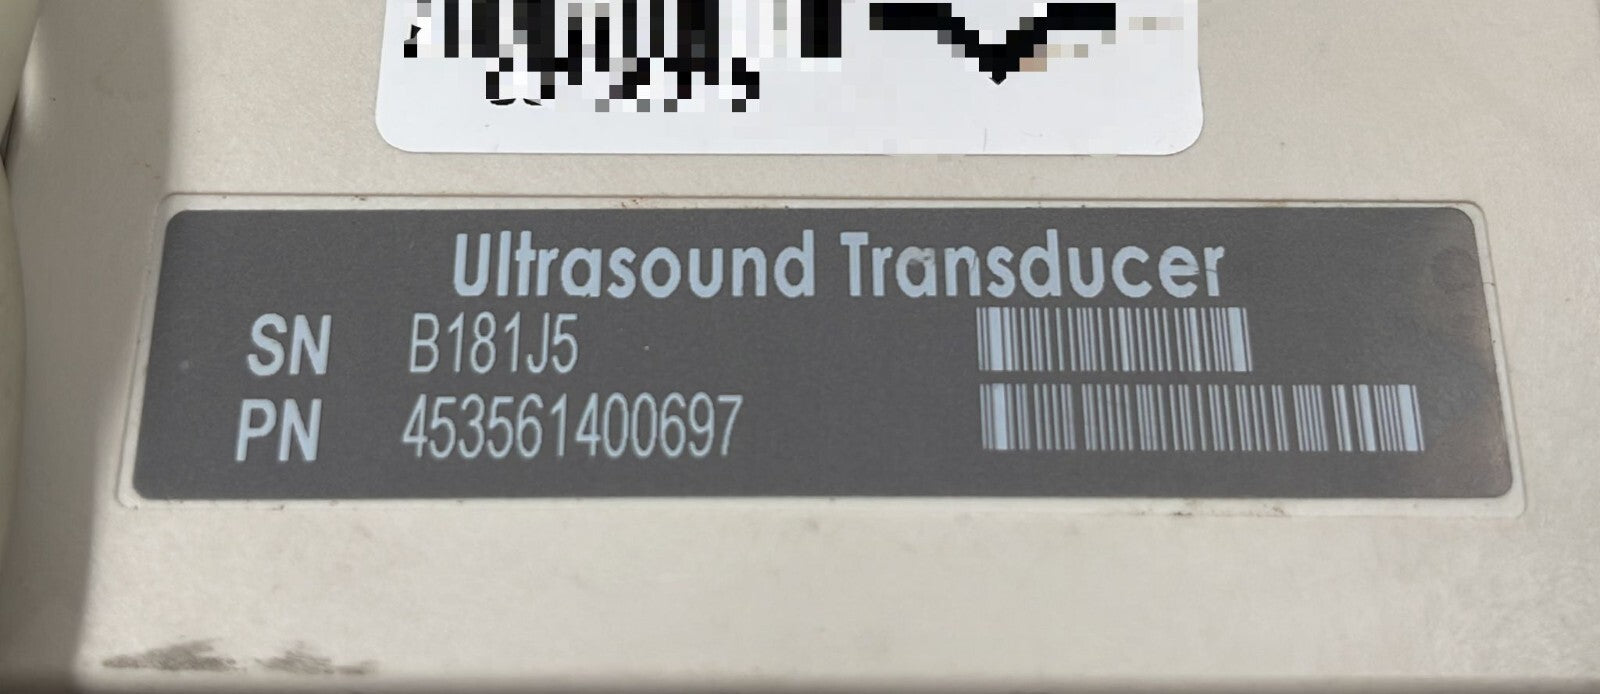 Ultrasound Transducer
SN B181J5
PN 453561400697